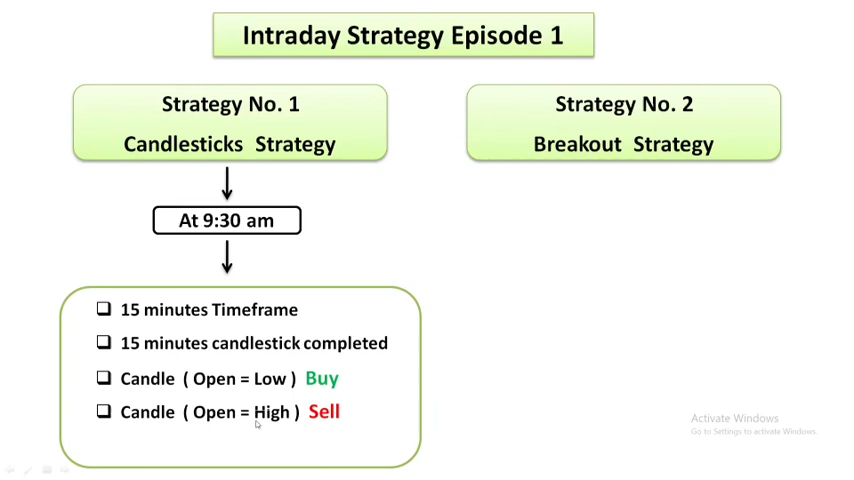 Intraday Strategy Episode 1
Strategy No. 1
Candlesticks Strategy
At 9:30 am
15 minutes Timeframe
15 minutes candlestick completed
Candle ( Open = Low ) Buy
Candle ( Open = High ) Sell
Strategy No. 2
Breakout Strategy
Activate Windows
Go to Settings to activate Windows.